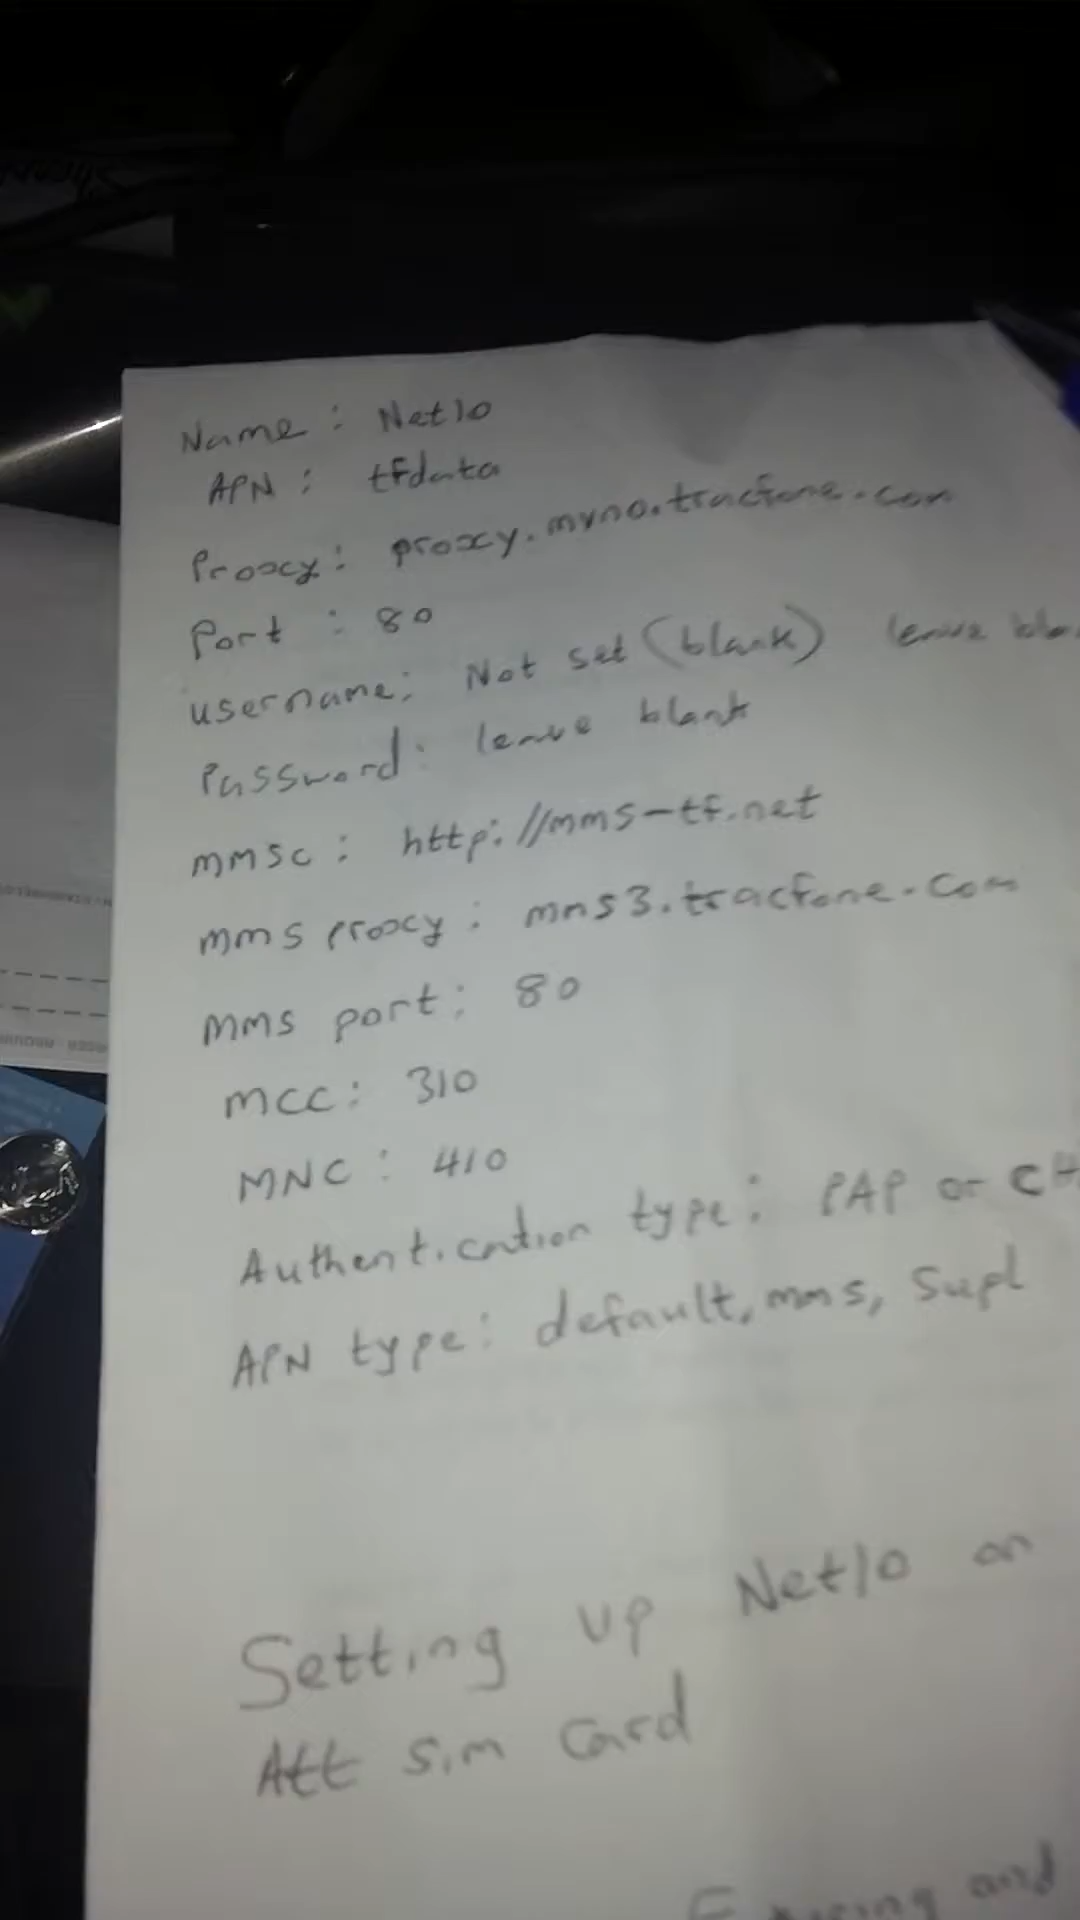 Name: Net10
APN: tfdata
Proxy: proxy.mvno.tracfone.com
Port: 80
username: Not set (blank) leave
Password: leave blank
mmsc: http://mms-tf.net
mms proxy: mms3.tracfone.com
mms port: 80
MCC: 310
MNC: 410
Authentication type: PAP or
APN type: default, mms, supl
Setting up Net10 on
Att sim card
and